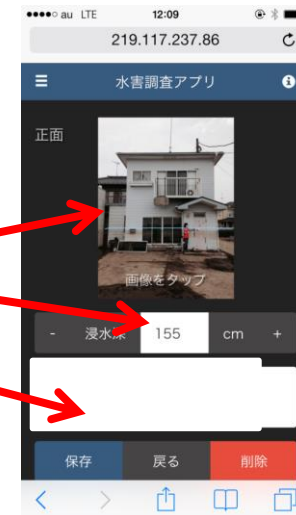 au LTE 12:09
219.117.237.86
水害調査アプリ
正面
画像をタップ
- 浸水深 155 cm +
保存 戻る 削除